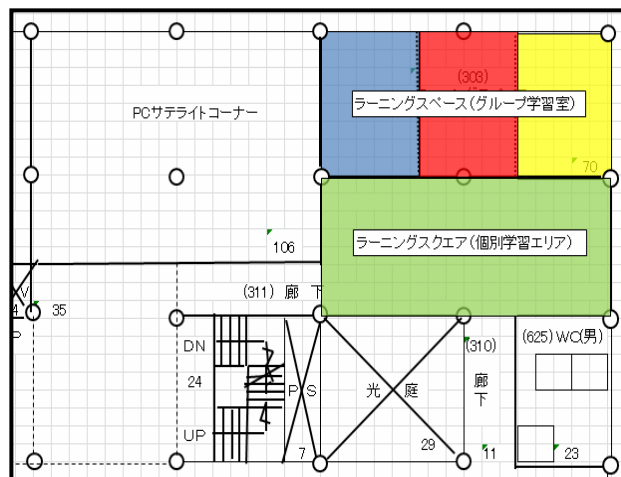 (303)
ラーニングスペース(グループ学習室)
PCサテライトコーナー
70
ラーニングスクエア(個別学習エリア)
106
(311) 廊 下
V
4
35
P
DN
24
UP
P S
7
光 庭
29
(310)
廊
下
11
(625) WC(男)
23